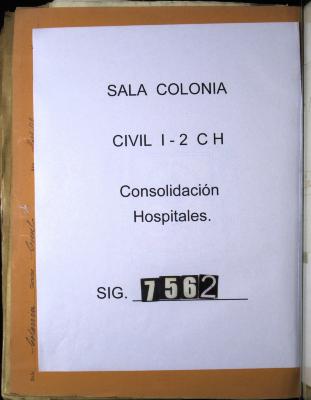 SALA COLONIA
CIVIL I - 2 C H
Consolidación
Hospitales.
SIG. 7562